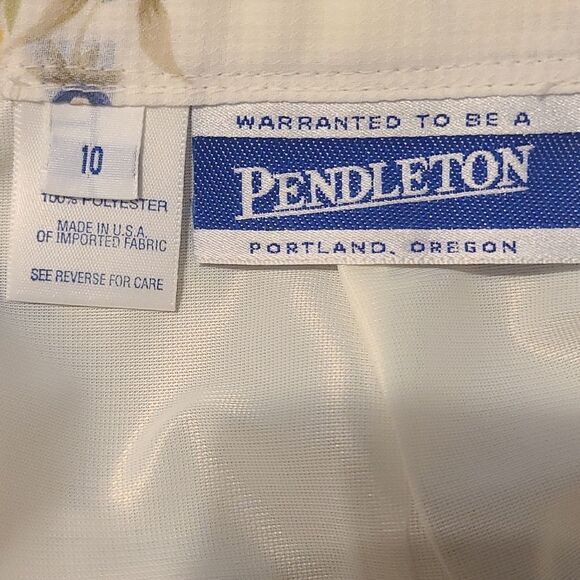 WARRANTED TO BE A
PENDLETON
PORTLAND, OREGON
10
100% POLYESTER
MADE IN U.S.A.
OF IMPORTED FABRIC
SEE REVERSE FOR CARE